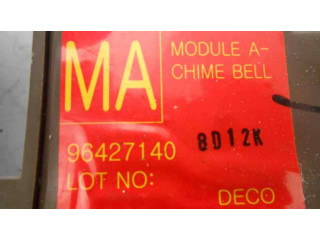 MA
MODULE A-
CHIME BELL
96427140
8D12K
LOT NO:
DECO